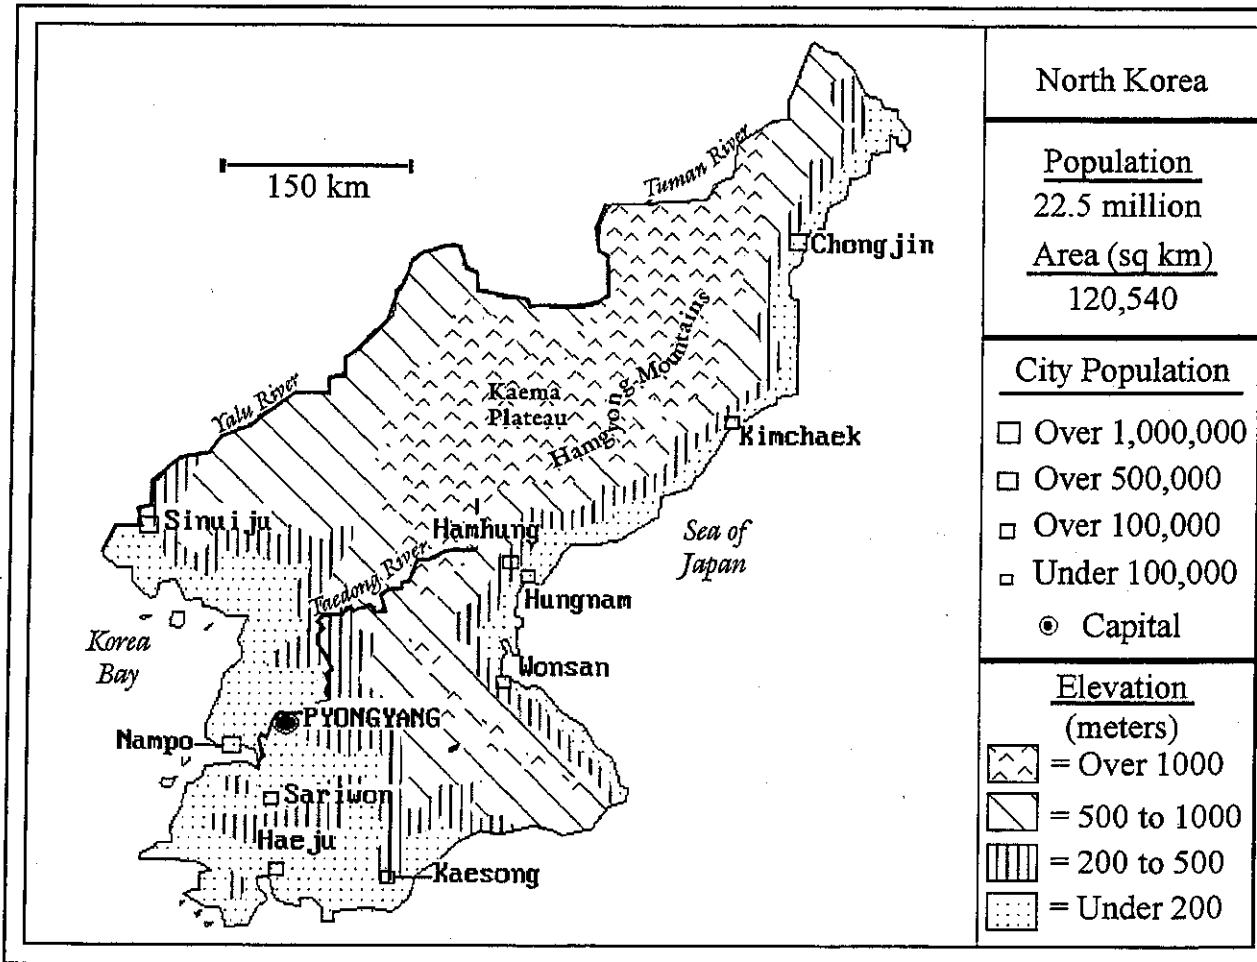 North Korea
Population
22.5 million
Area (sq km)
120,540
City Population
Over 1,000,000
Over 500,000
Over 100,000
Under 100,000
Capital
Elevation
(meters)
= Over 1000
= 500 to 1000
= 200 to 500
= Under 200
150 km
Tuman River
Chongjin
Hamgyong Mountains
Kaema
Plateau
Yalu River
Kimchaek
Sinuiju
Hamhung
Sea of
Japan
Taedong River
Hungnam
Korea
Bay
Wonsan
PYONGYANG
Nampo
Sariwon
Haeju
Kaesong